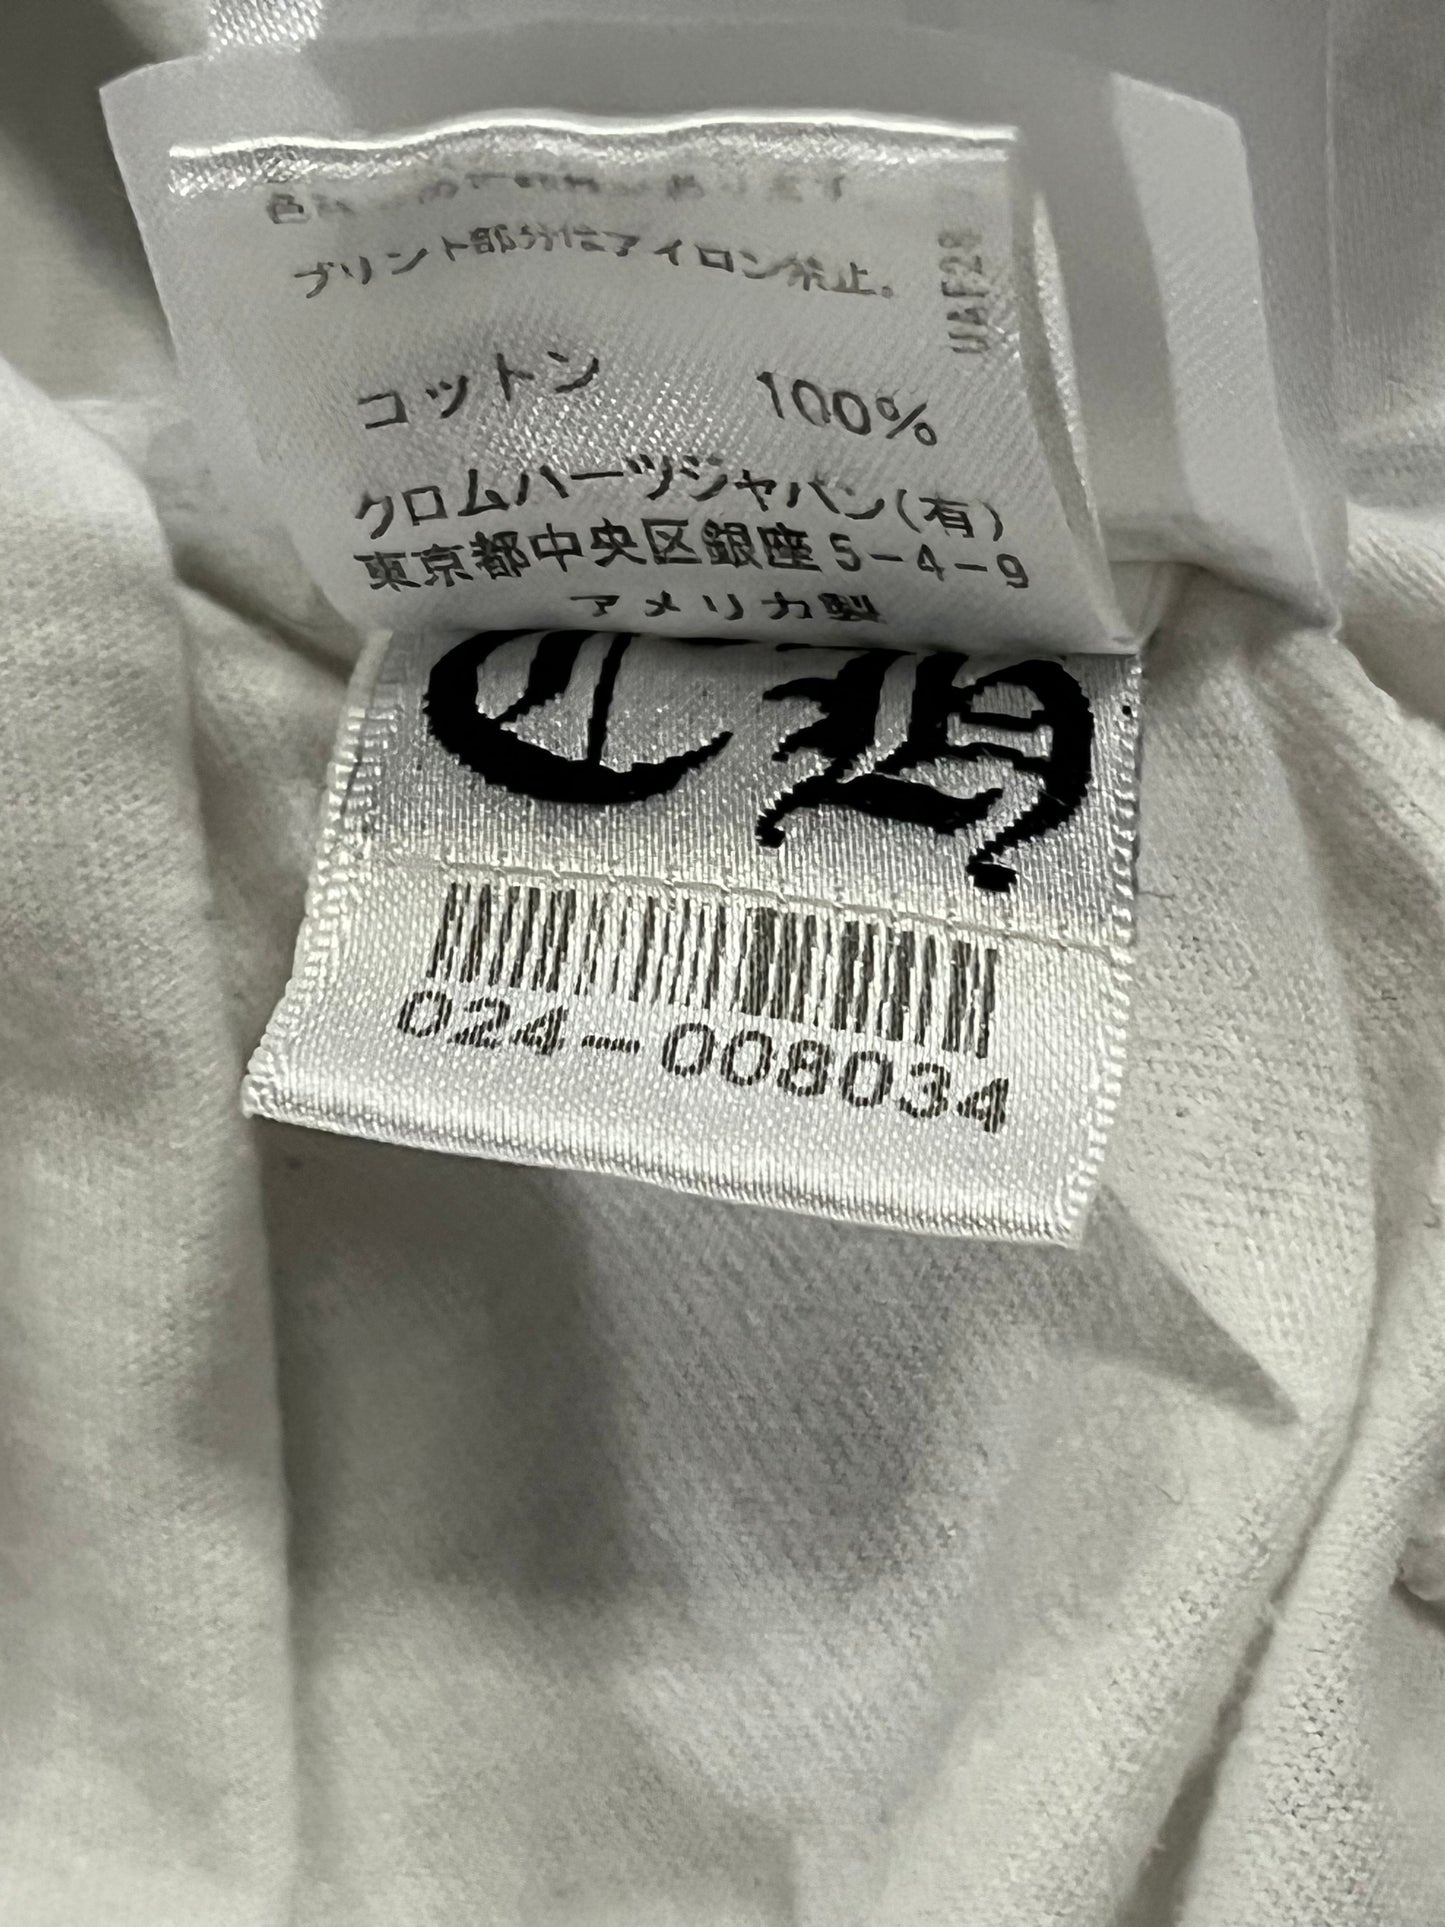 プリント部分はアイロン禁止。
UAF28
コットン 100%
クロムハーツジャパン(有)
東京都中央区銀座5-4-9
アメリカ製
CH
024-008034